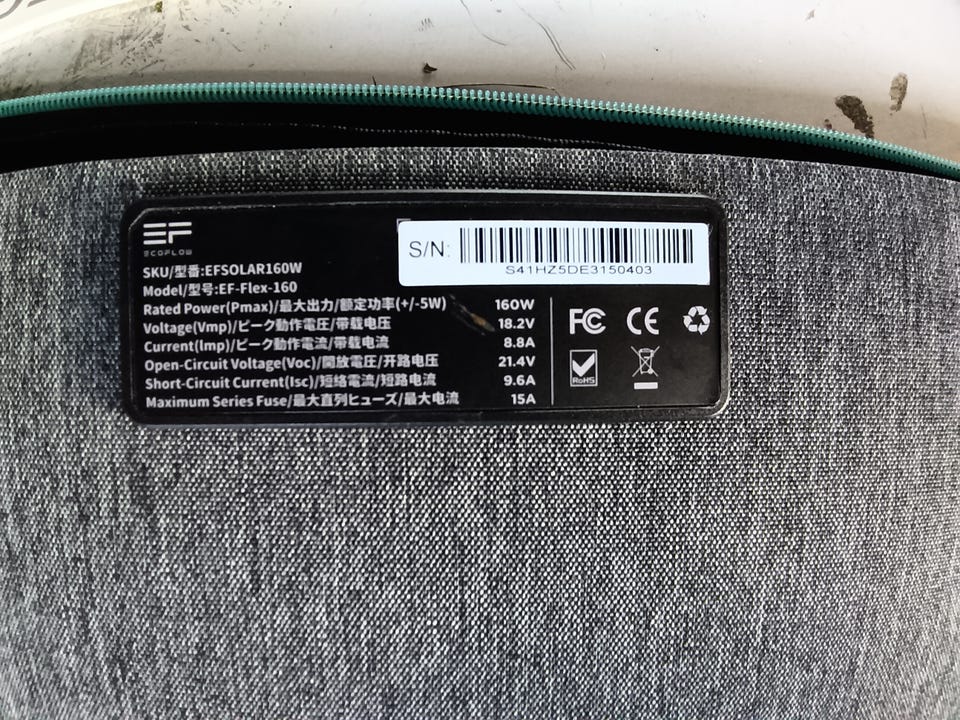 EF
ECOFLOW
SKU/型番:EFSOLAR160W
Model/型号:EF-Flex-160
Rated Power(Pmax)/最大出力/额定功率(+/-5W) 160W
Voltage(Vmp)/ピーク動作電圧/带载电压 18.2V
Current(Imp)/ピーク動作電流/带载电流 8.8A
Open-Circuit Voltage(Voc)/開放電圧/开路电压 21.4V
Short-Circuit Current(Isc)/短絡電流/短路电流 9.6A
Maximum Series Fuse/最大直列ヒューズ/最大电流 15A
S/N:
S41HZ5DE3150403
FC CE
RoHS